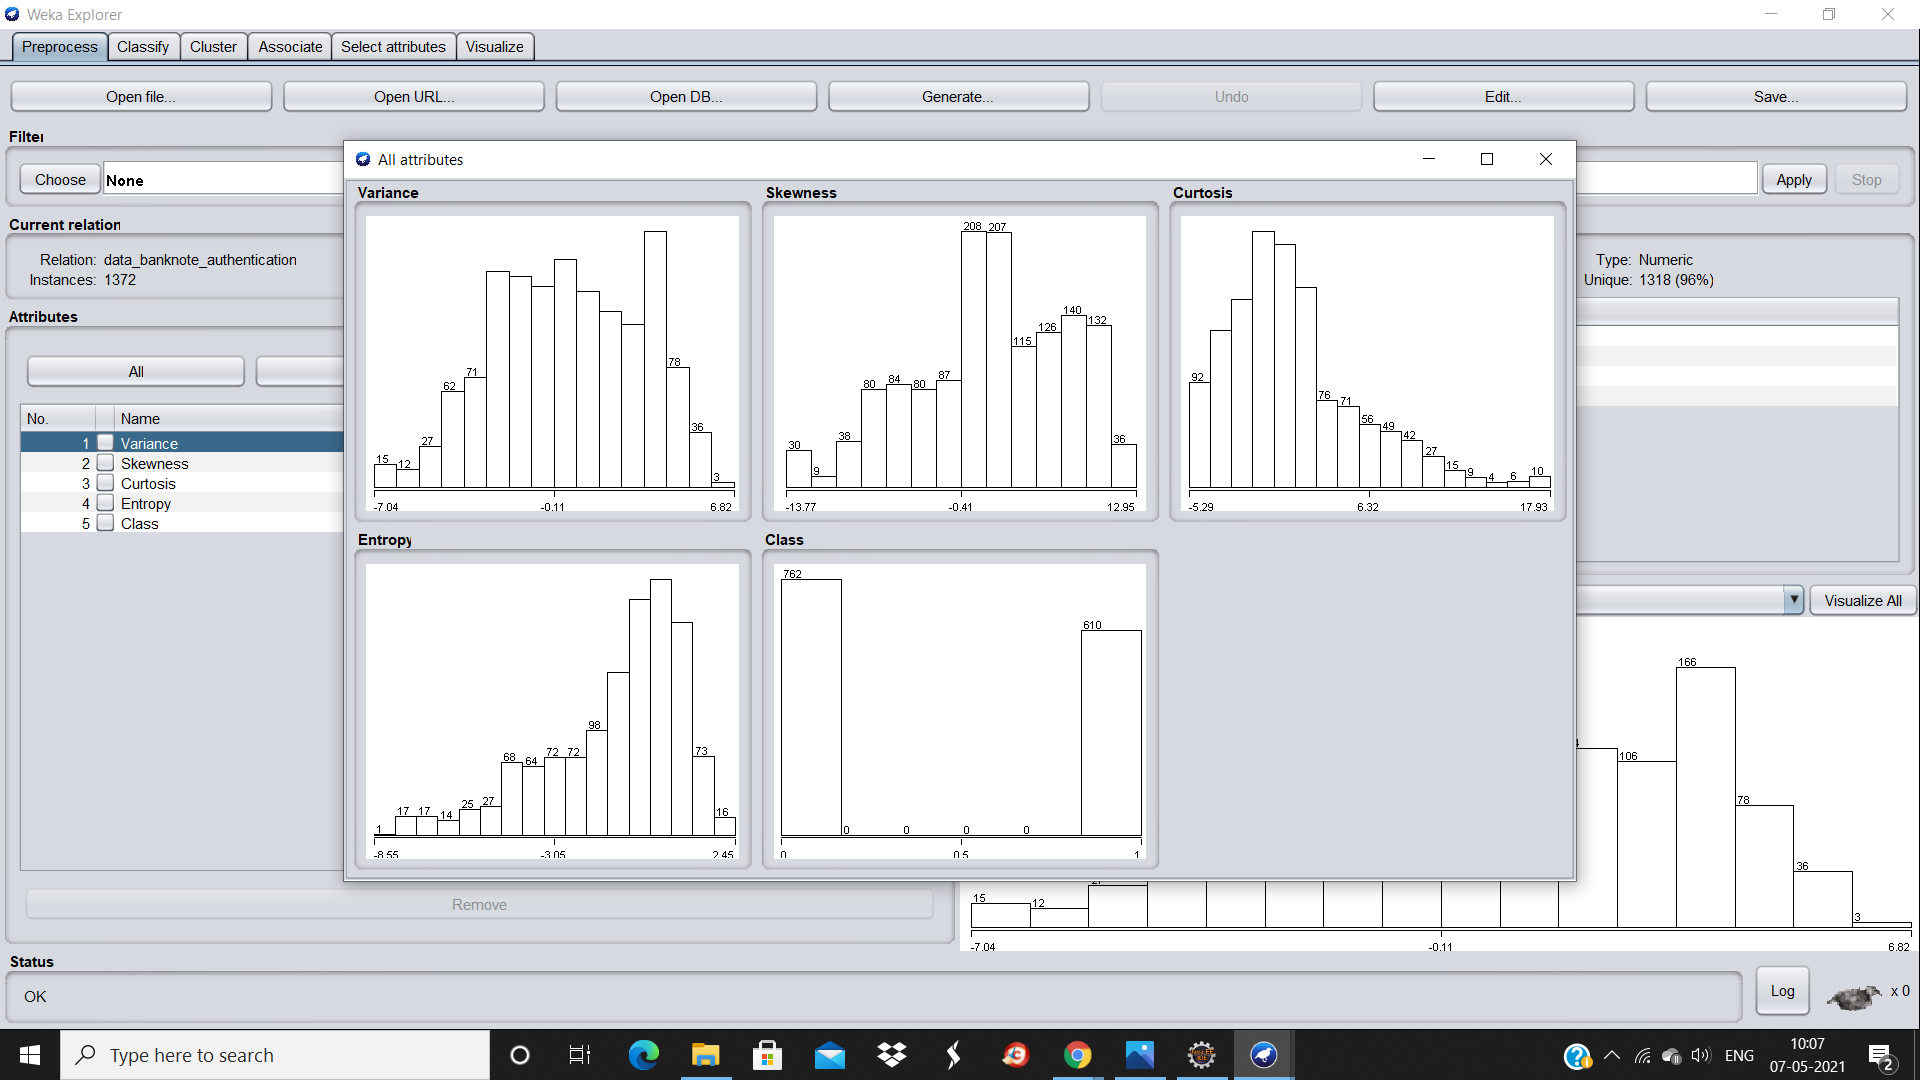 Weka Explorer
Preprocess Classify Cluster Associate Select attributes Visualize
Open file... Open URL... Open DB... Generate... Undo Edit... Save...
Filter
Choose None Apply Stop
Current relation
Relation: data_banknote_authentication
Instances: 1372
Type: Numeric
Unique: 1318 (96%)
Attributes
All
No. Name
1 Variance
2 Skewness
3 Curtosis
4 Entropy
5 Class
Remove
All attributes
Variance
15 12 27 62 71 78 36 3
-7.04 -0.11 6.82
Skewness
30 9 38 80 84 80 87 208 207 115 126 140 132 36
-13.77 -0.41 12.95
Curtosis
92 76 71 56 49 42 27 15 9 4 6 10
-5.29 6.32 17.93
Entropy
1 17 17 14 25 27 68 64 72 72 98 73 16
-8.55 -3.05 2.45
Class
762 0 0 0 0 610
0 0.5 1
Visualize All
15 12 106 166 78 36 3
-7.04 -0.11 6.82
Status
OK
Log x 0
Type here to search
ENG
10:07
07-05-2021
2